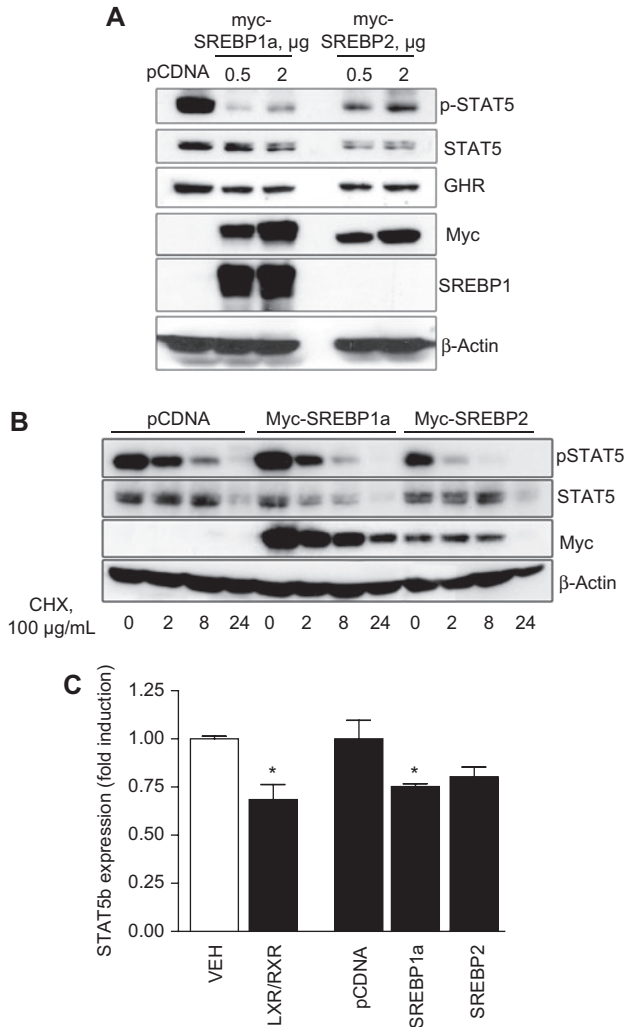 A
myc-
SREBP1a, µg
myc-
SREBP2, µg
pCDNA 0.5 2 0.5 2
p-STAT5
STAT5
GHR
Myc
SREBP1
β-Actin
B
pCDNA Myc-SREBP1a Myc-SREBP2
pSTAT5
STAT5
Myc
β-Actin
CHX,
100 µg/mL
0 2 8 24 0 2 8 24 0 2 8 24
C
STAT5b expression (fold induction)
1.25
1.00
0.75
0.50
0.25
0.00
* *
VEH
LXR/RXR
pCDNA
SREBP1a
SREBP2